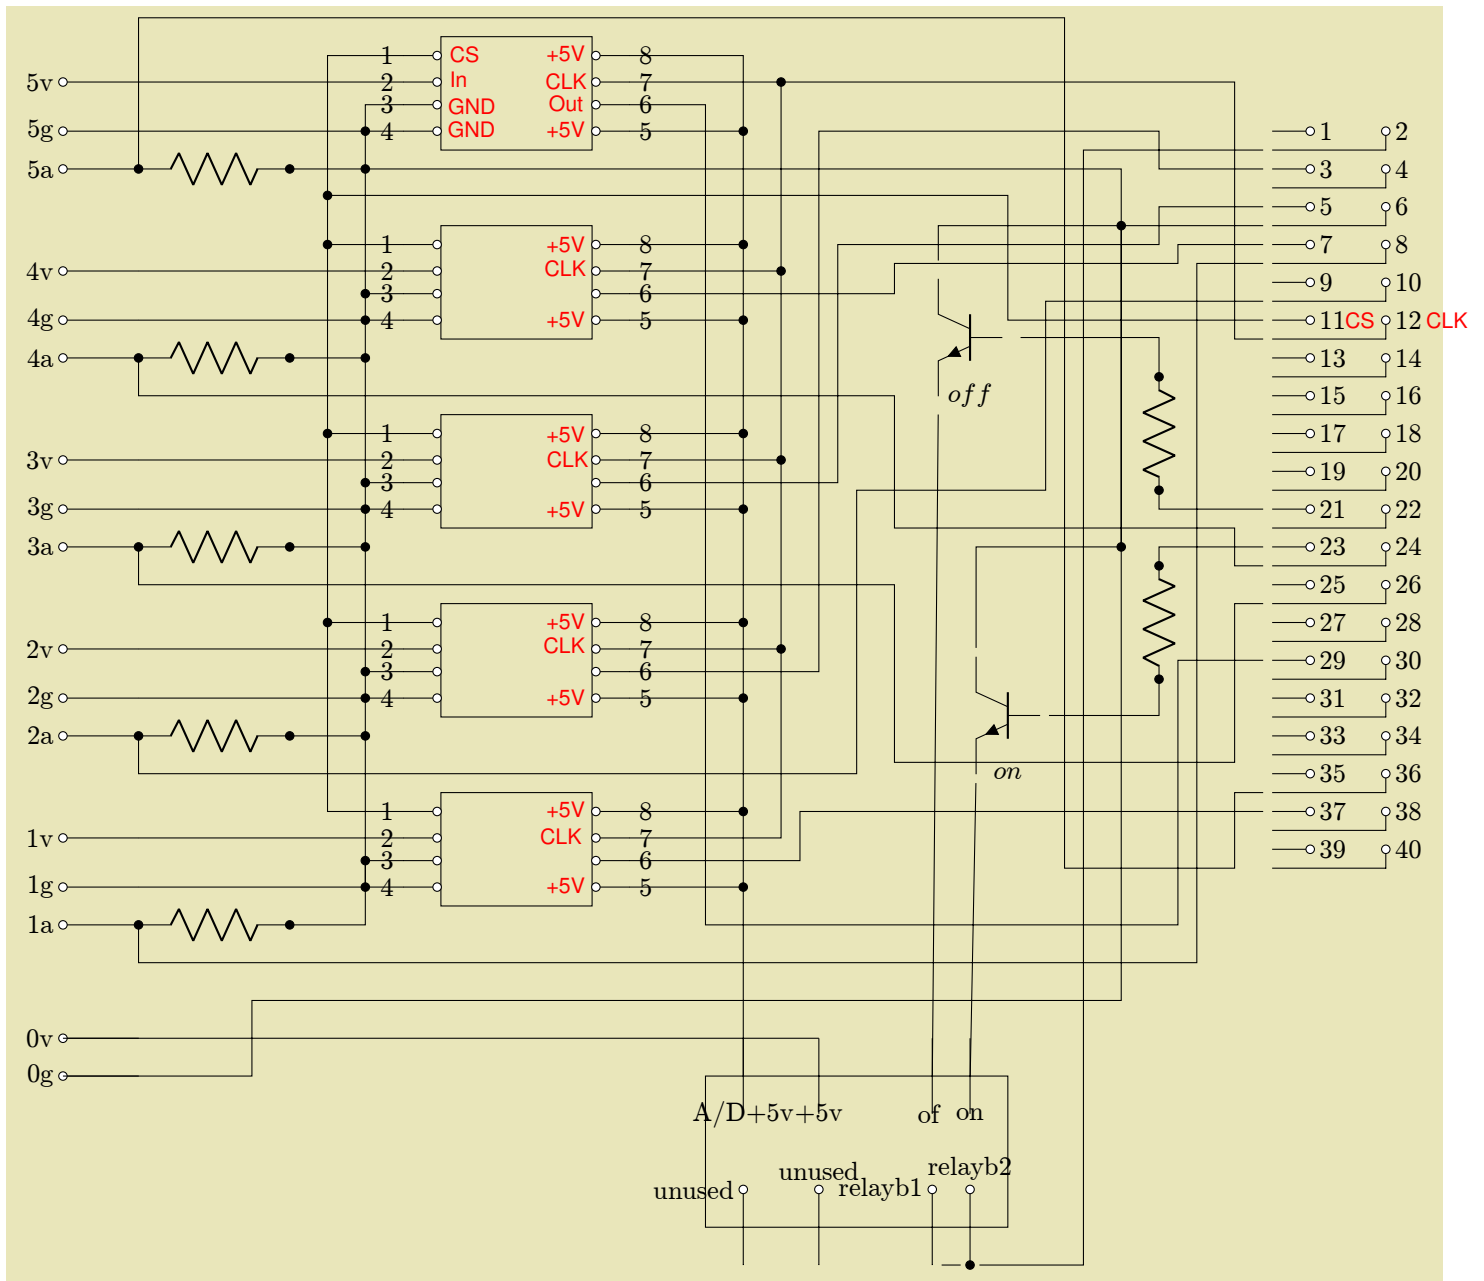 1 CS +5V 8
5v 2 In CLK 7
3 GND Out 6
5g 4 GND +5V 5 1 2
5a 3 4
5 6
1 +5V 8 7 8
4v 2 CLK 7
3 6 9 10
4g 4 +5V 5 11 CS 12 CLK
4a 13 14
off 15 16
1 +5V 8 17 18
3v 2 CLK 7
3 6 19 20
3g 4 +5V 5 21 22
3a 23 24
25 26
1 +5V 8 27 28
2v 2 CLK 7
3 6 29 30
2g 4 +5V 5 31 32
2a 33 34
on 35 36
1 +5V 8 37 38
1v 2 CLK 7
3 6 39 40
1g 4 +5V 5
1a
0v
0g
A/D+5v+5v of on
unused unused relayb1 relayb2